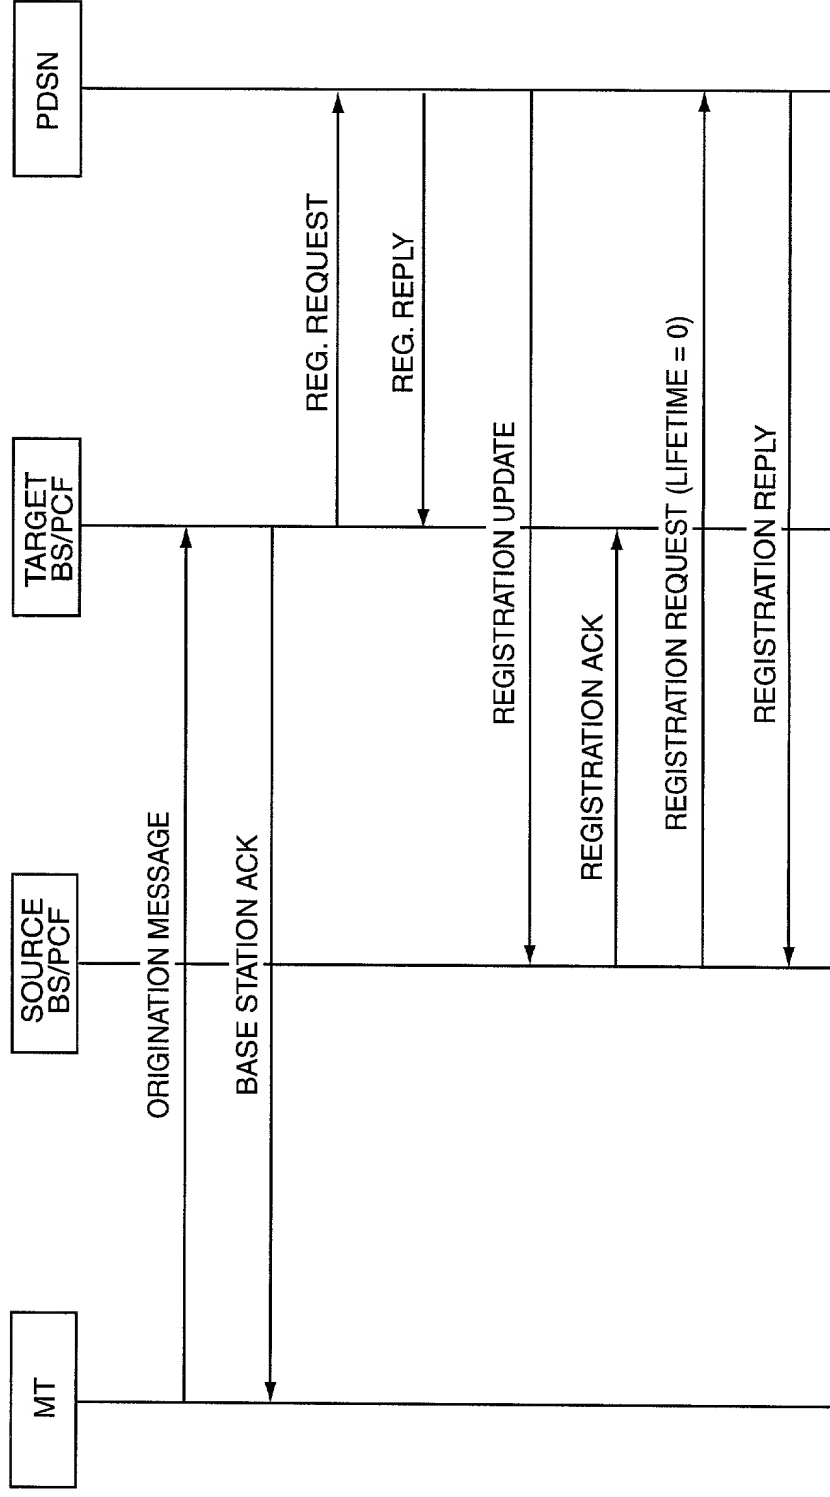 MT
SOURCE
BS/PCF
TARGET
BS/PCF
PDSN
ORIGINATION MESSAGE
BASE STATION ACK
REG. REQUEST
REG. REPLY
REGISTRATION UPDATE
REGISTRATION ACK
REGISTRATION REQUEST (LIFETIME = 0)
REGISTRATION REPLY